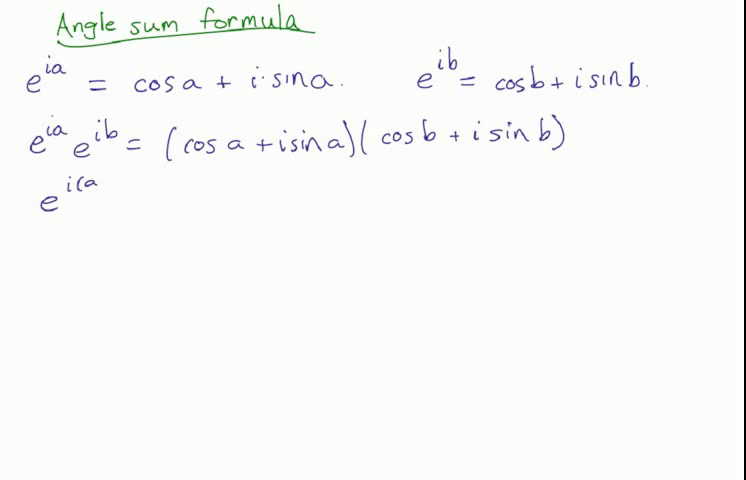 Angle sum formula
e^{ia} = cos a + i·sin a.   e^{ib} = cos b + i sin b.
e^{ia} e^{ib} = (cos a + i sin a)(cos b + i sin b)
e^{i(a}